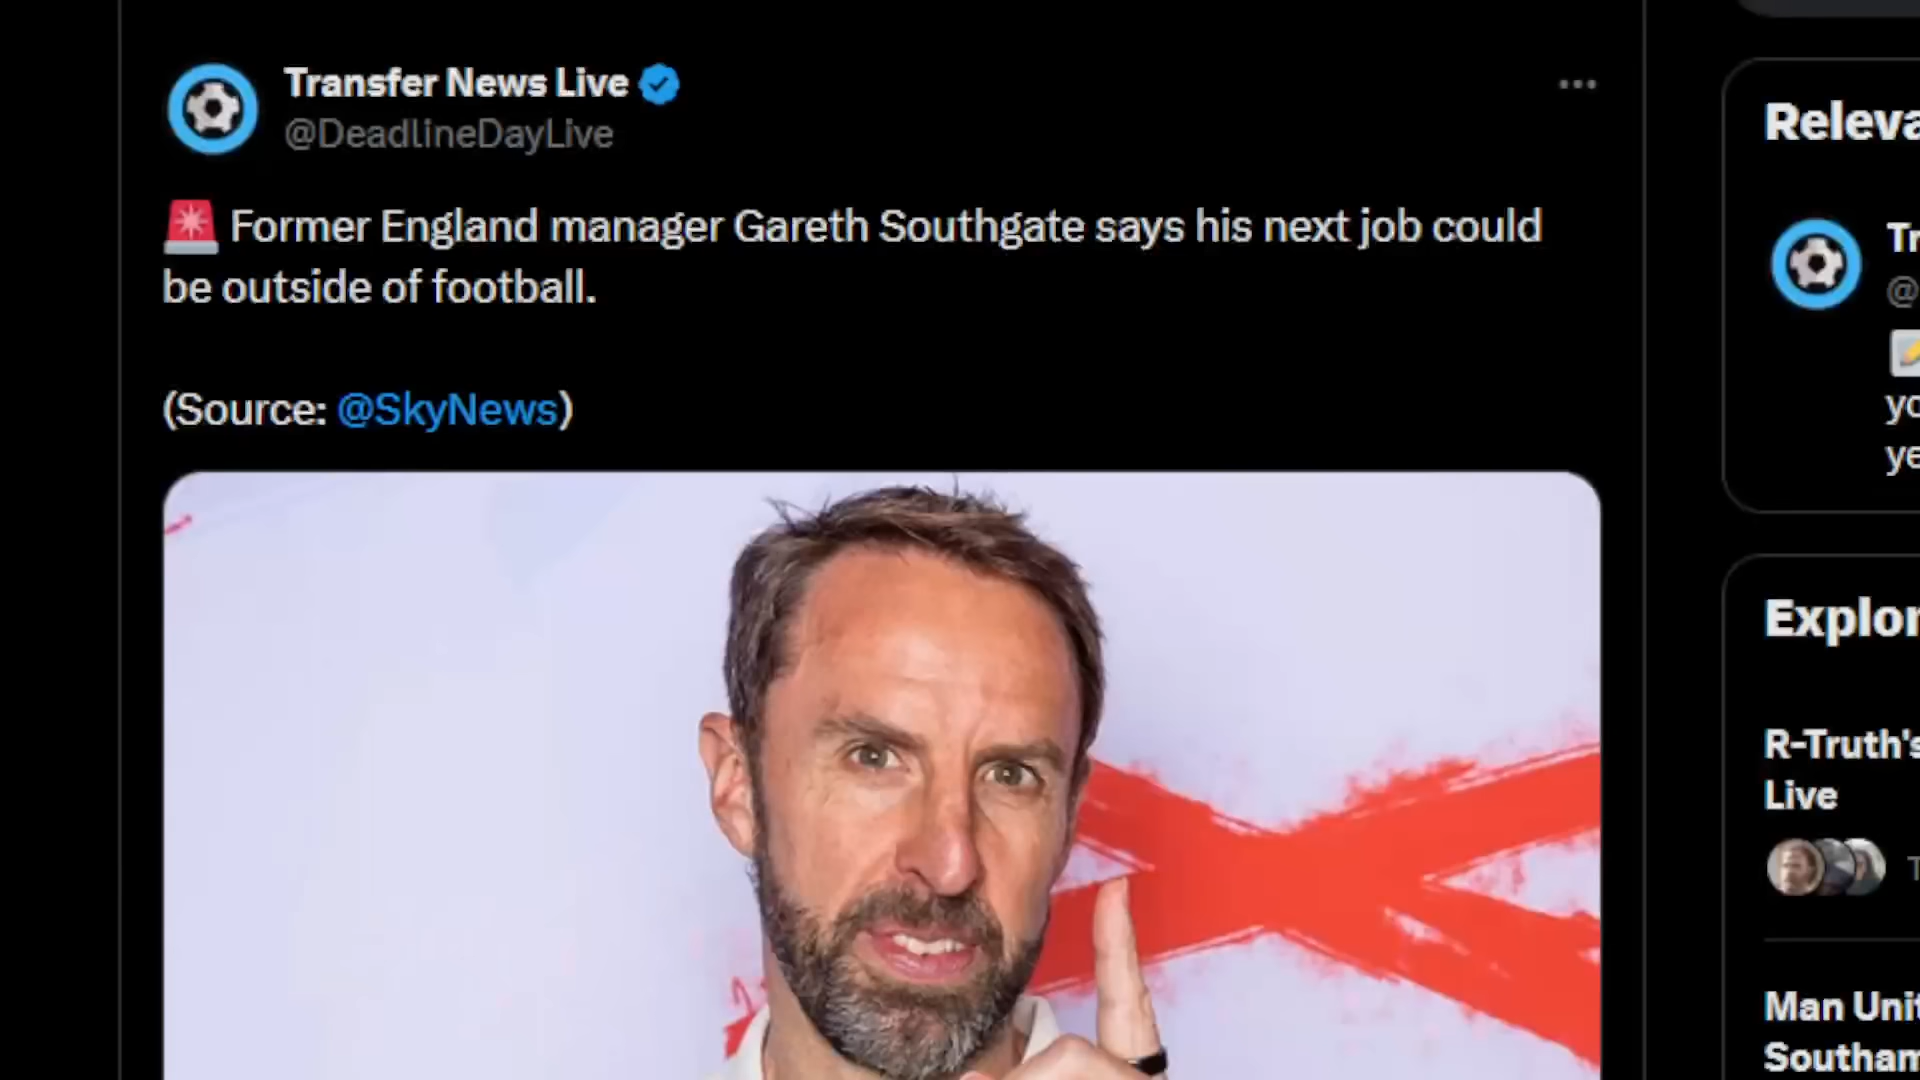 Transfer News Live
@DeadlineDayLive
🚨 Former England manager Gareth Southgate says his next job could
be outside of football.
(Source: @SkyNews)
Releva
Tr
@
yo
ye
Explor
R-Truth's
Live
T
Man Unit
Southam